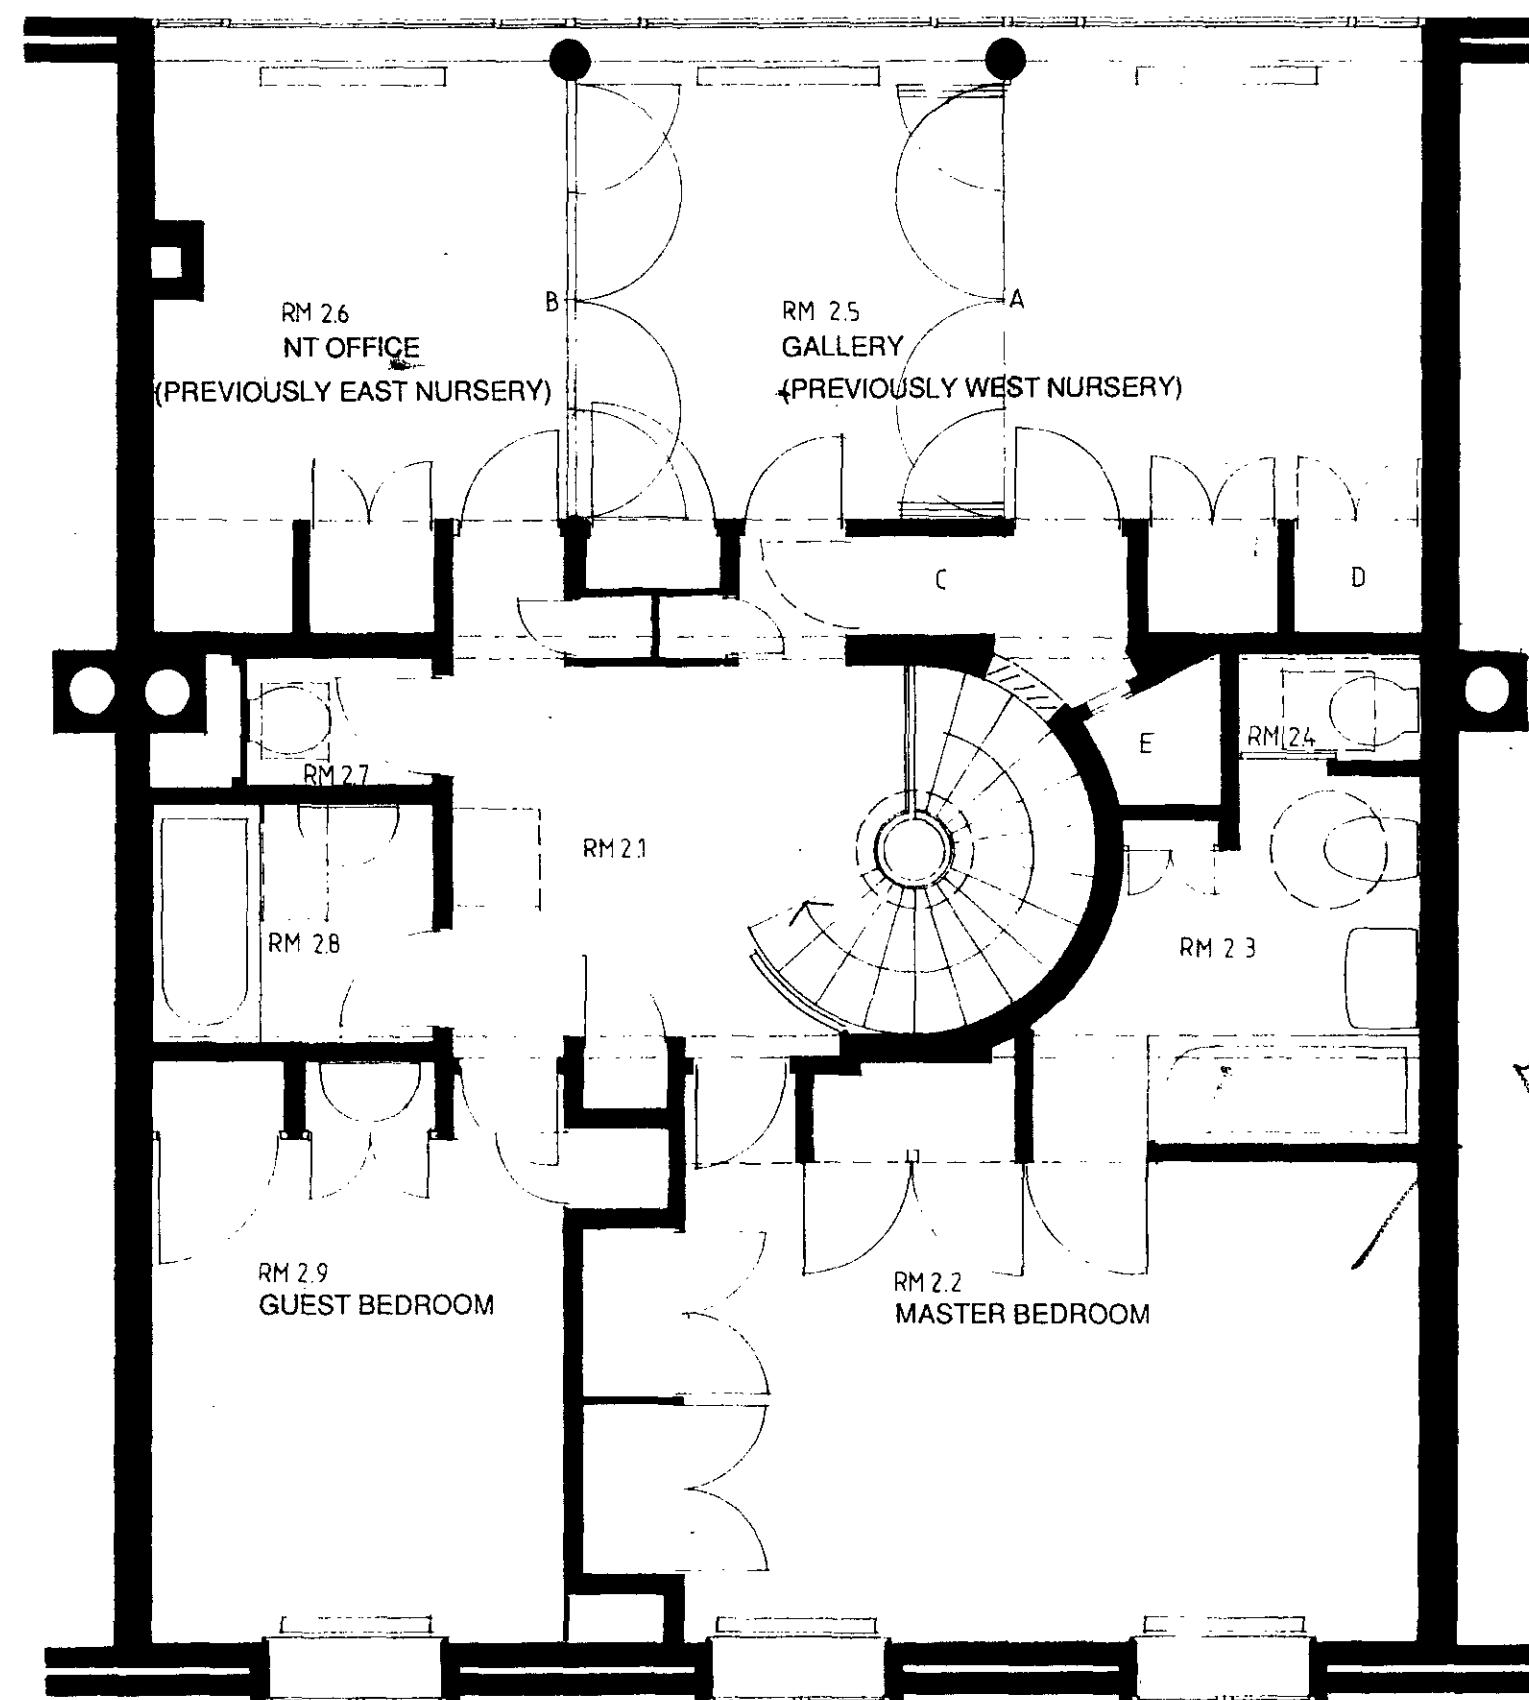 RM 2.6
NT OFFICE
(PREVIOUSLY EAST NURSERY)
B
RM 2.5
GALLERY
(PREVIOUSLY WEST NURSERY)
A
C
D
E
RM 2.4
RM 2.7
RM 2.1
RM 2.8
RM 2 3
RM 2.9
GUEST BEDROOM
RM 2.2
MASTER BEDROOM